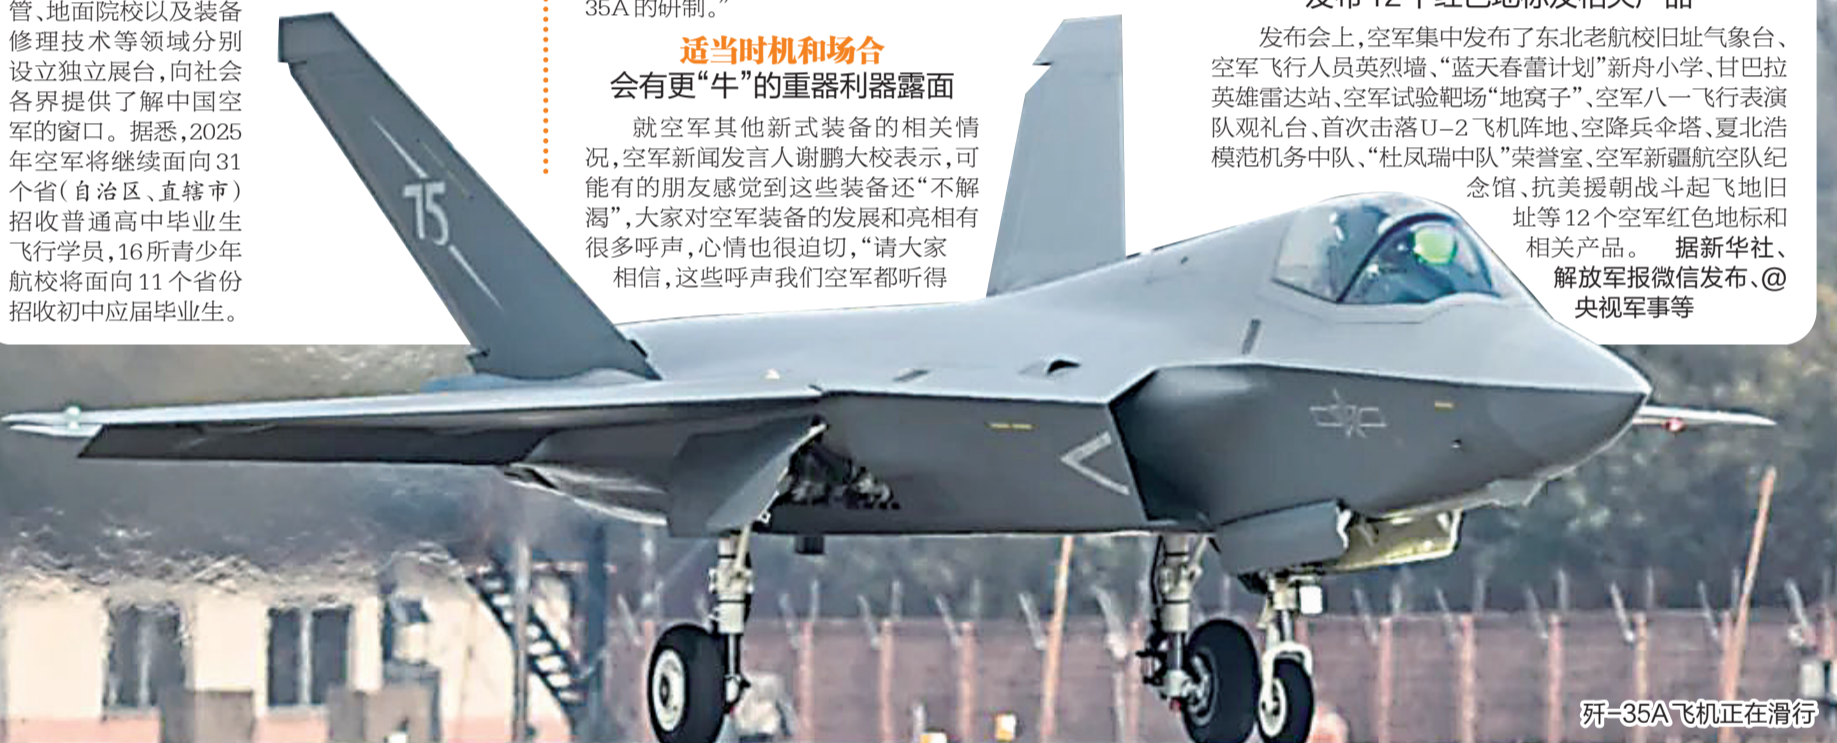 管、地面院校以及装备
修理技术等领域分别
设立独立展台，向社会
各界提供了解中国空
军的窗口。据悉，2025
年空军将继续面向31
个省（自治区、直辖市）
招收普通高中毕业生
飞行学员，16所青少年
航校将面向11个省份
招收初中应届毕业生。
35A的研制。”
适当时机和场合
会有更“牛”的重器利器露面
就空军其他新式装备的相关情
况，空军新闻发言人谢鹏大校表示，可
能有的朋友感觉到这些装备还“不解
渴”，大家对空军装备的发展和亮相有
很多呼声，心情也很迫切，“请大家
相信，这些呼声我们空军都听得
发布12个红色地标及相关产品
发布会上，空军集中发布了东北老航校旧址气象台、
空军飞行人员英烈墙、“蓝天春蕾计划”新舟小学、甘巴拉
英雄雷达站、空军试验靶场“地窝子”、空军八一飞行表演
队观礼台、首次击落U-2飞机阵地、空降兵伞塔、夏北浩
模范机务中队、“杜凤瑞中队”荣誉室、空军新疆航空队纪
念馆、抗美援朝战斗起飞地旧
址等12个空军红色地标和
相关产品。 据新华社、
解放军报微信发布、@
央视军事等
75
歼-35A飞机正在滑行